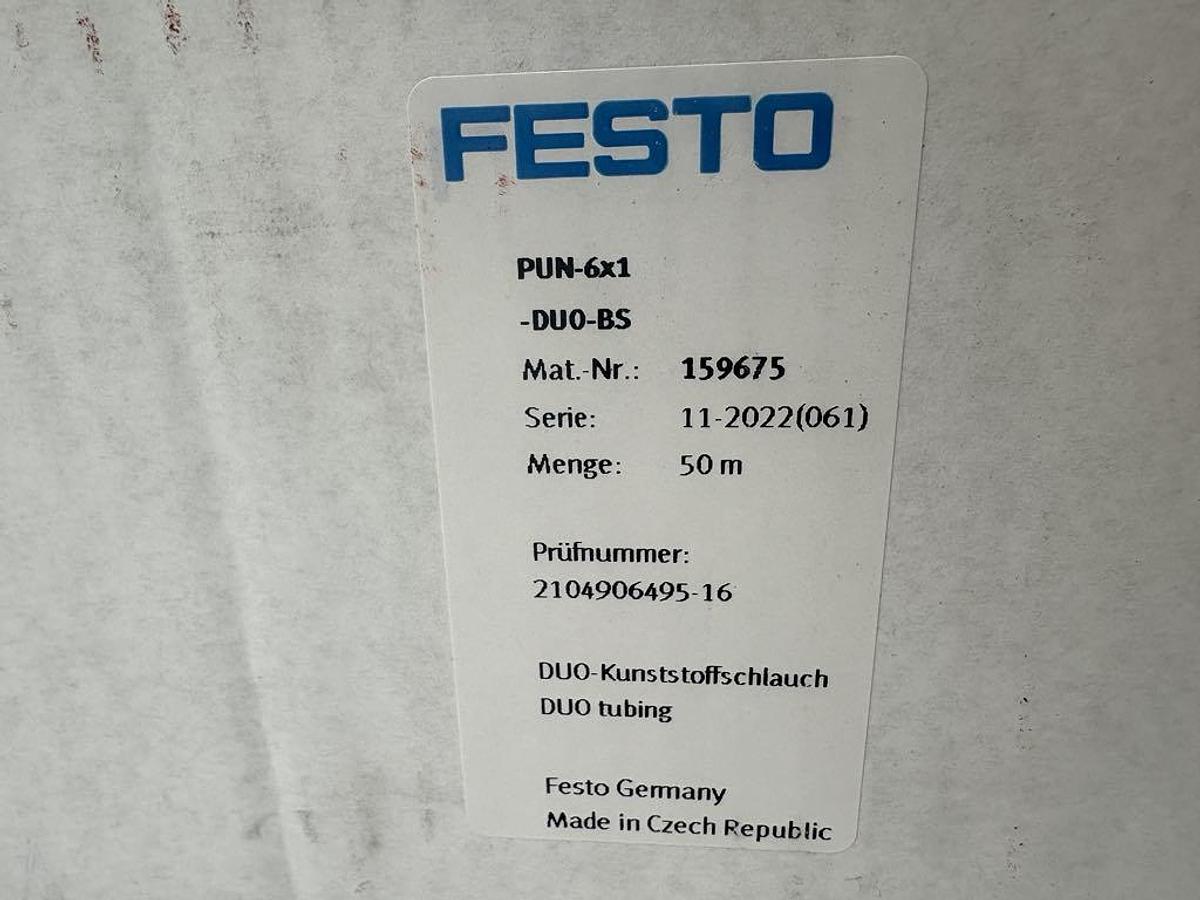 FESTO
PUN-6x1
-DUO-BS
Mat.-Nr.: 159675
Serie: 11-2022(061)
Menge: 50 m
Prüfnummer:
2104906495-16
DUO-Kunststoffschlauch
DUO tubing
Festo Germany
Made in Czech Republic